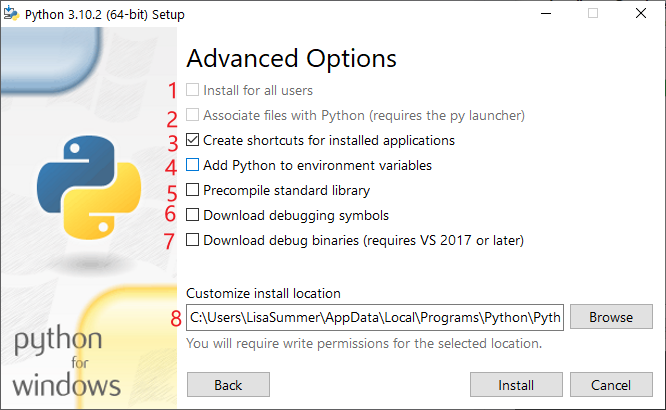 Python 3.10.2 (64-bit) Setup
Advanced Options
1 Install for all users
2 Associate files with Python (requires the py launcher)
3 Create shortcuts for installed applications
4 Add Python to environment variables
5 Precompile standard library
6 Download debugging symbols
7 Download debug binaries (requires VS 2017 or later)
Customize install location
8 C:\Users\LisaSummer\AppData\Local\Programs\Python\Pyth Browse
You will require write permissions for the selected location.
python
for
windows
Back Install Cancel